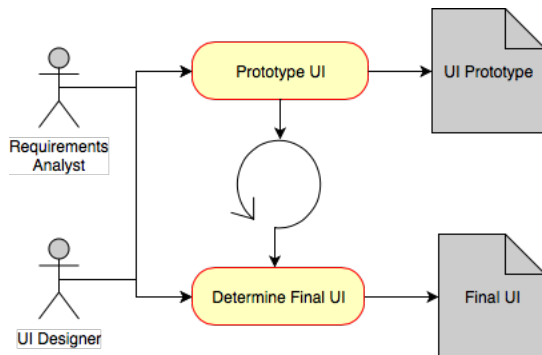 Prototype UI
UI Prototype
Requirements
Analyst
Determine Final UI
Final UI
UI Designer